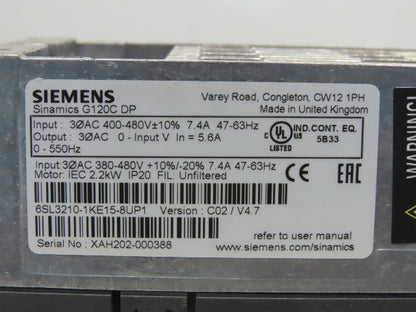 SIEMENS
Sinamics G120C DP
Varey Road, Congleton, CW12 1PH
Made in United Kingdom
Input : 3ØAC 400-480V±10% 7.4A 47-63Hz
Output : 3ØAC 0 - Input V In = 5.6A
0 - 550Hz
C UL US
LISTED
IND.CONT. EQ.
5B33
Input:3ØAC 380-480V +10%/-20% 7.4A 47-63Hz
Motor: IEC 2.2kW IP20 FIL: Unfiltered
CE EAC
6SL3210-1KE15-8UP1 Version : C02 / V4.7
Serial No : XAH202-000388
refer to user manual
www.siemens.com/sinamics
WARNING